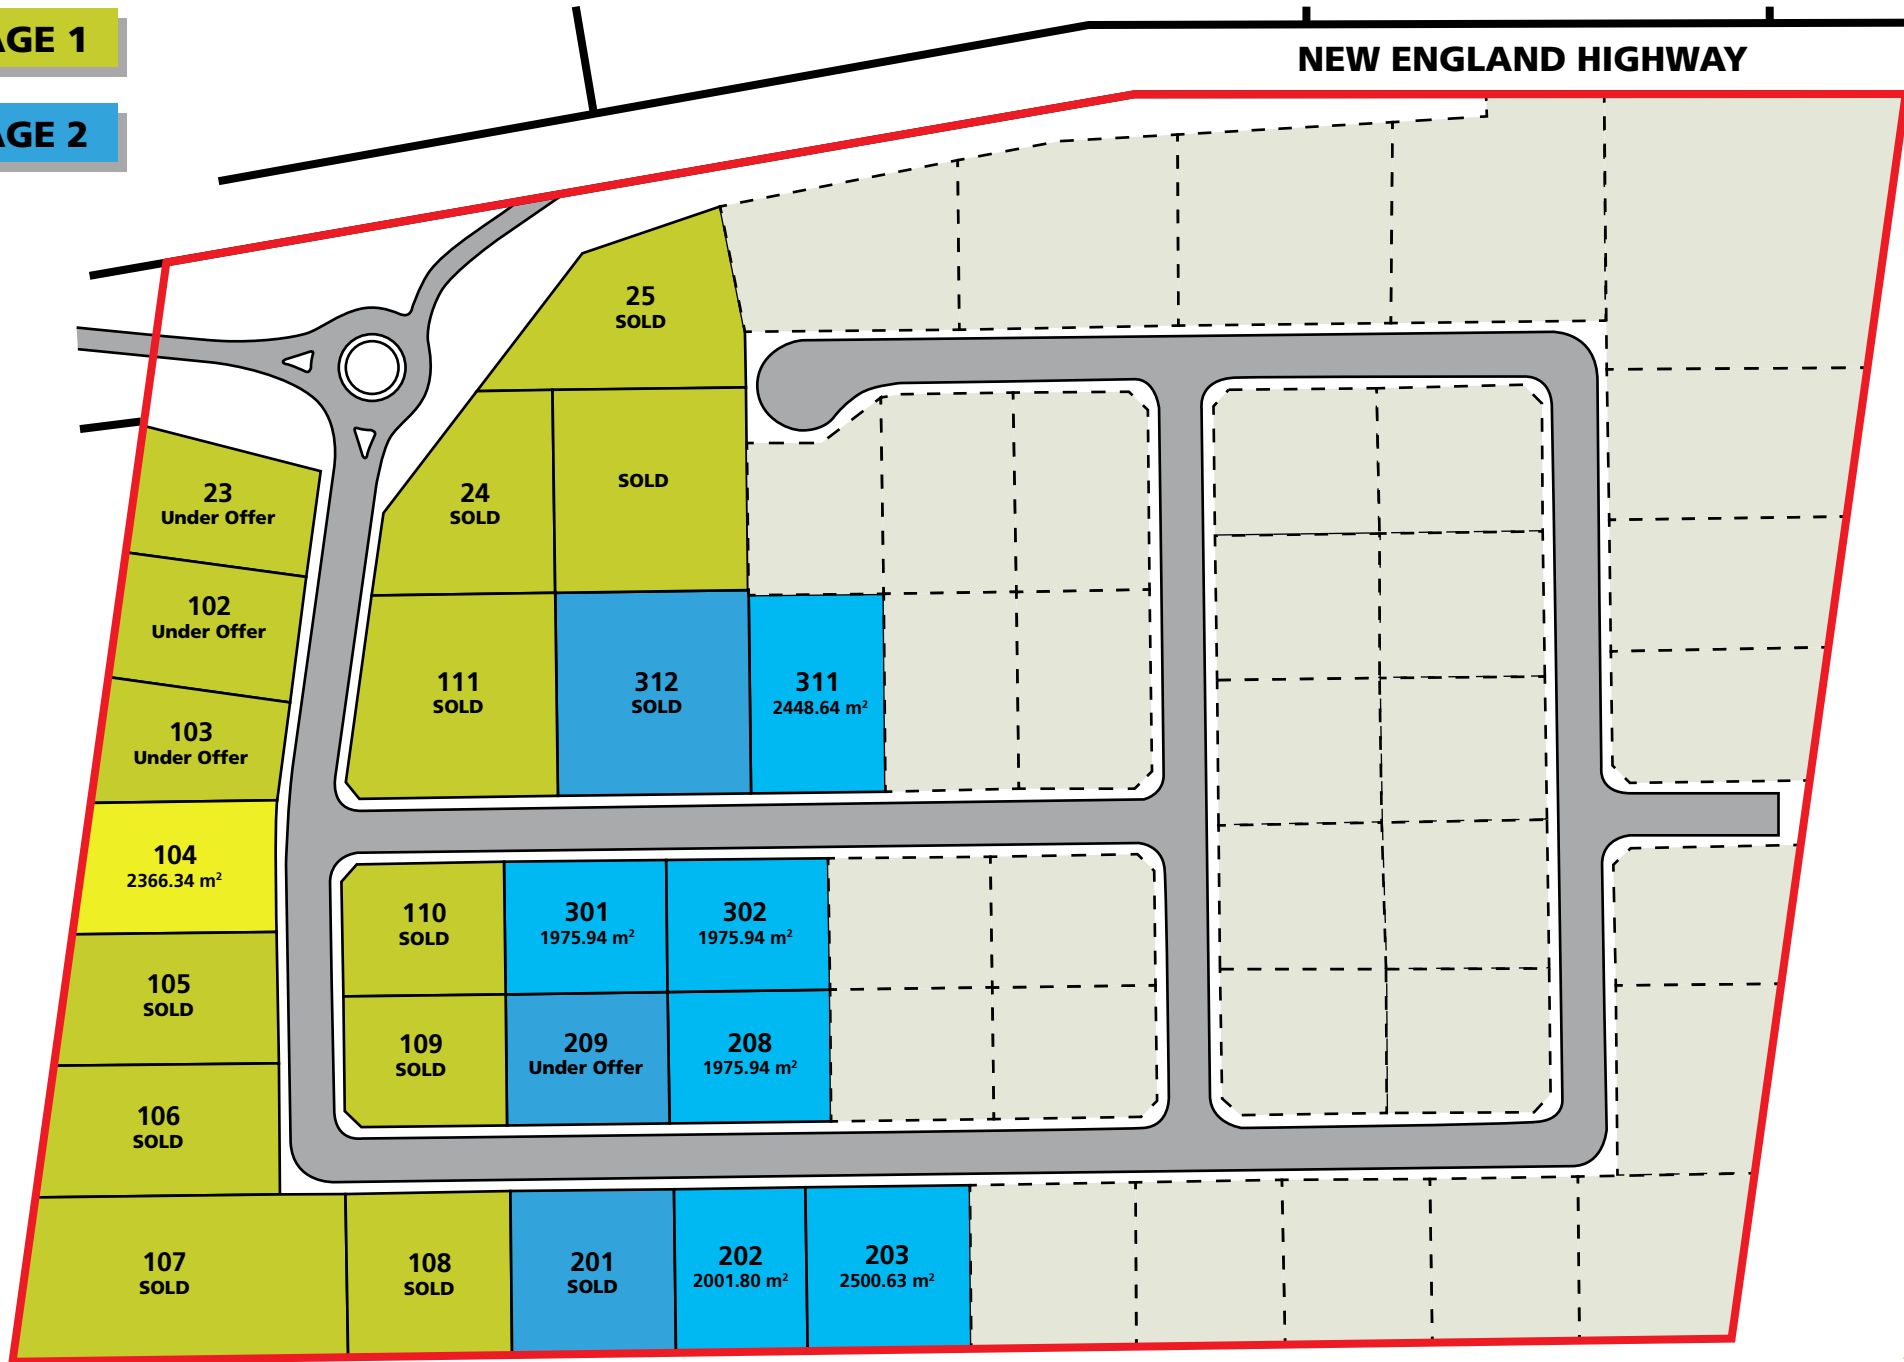 AGE 1
AGE 2
NEW ENGLAND HIGHWAY
25
SOLD
24
SOLD
SOLD
23
Under Offer
102
Under Offer
103
Under Offer
111
SOLD
312
SOLD
311
2448.64 m²
104
2366.34 m²
110
SOLD
301
1975.94 m²
302
1975.94 m²
105
SOLD
109
SOLD
209
Under Offer
208
1975.94 m²
106
SOLD
107
SOLD
108
SOLD
201
SOLD
202
2001.80 m²
203
2500.63 m²